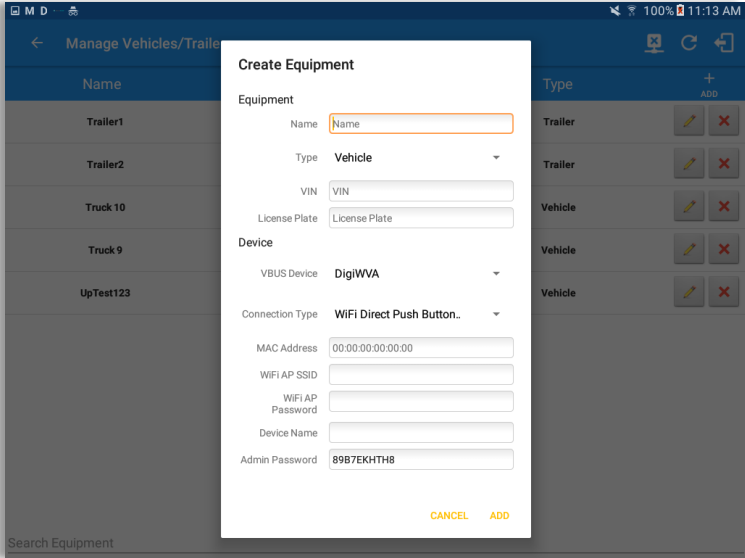 M D 100% 11:13 AM
Manage Vehicles/Traile
Name Type ADD
Trailer1 Trailer
Trailer2 Trailer
Truck 10 Vehicle
Truck 9 Vehicle
UpTest123 Vehicle
Search Equipment
Create Equipment
Equipment
Name Name
Type Vehicle
VIN VIN
License Plate License Plate
Device
VBUS Device DigiWVA
Connection Type WiFi Direct Push Button..
MAC Address 00:00:00:00:00:00
WiFi AP SSID
WiFi AP
Password
Device Name
Admin Password 89B7EKHTH8
CANCEL ADD